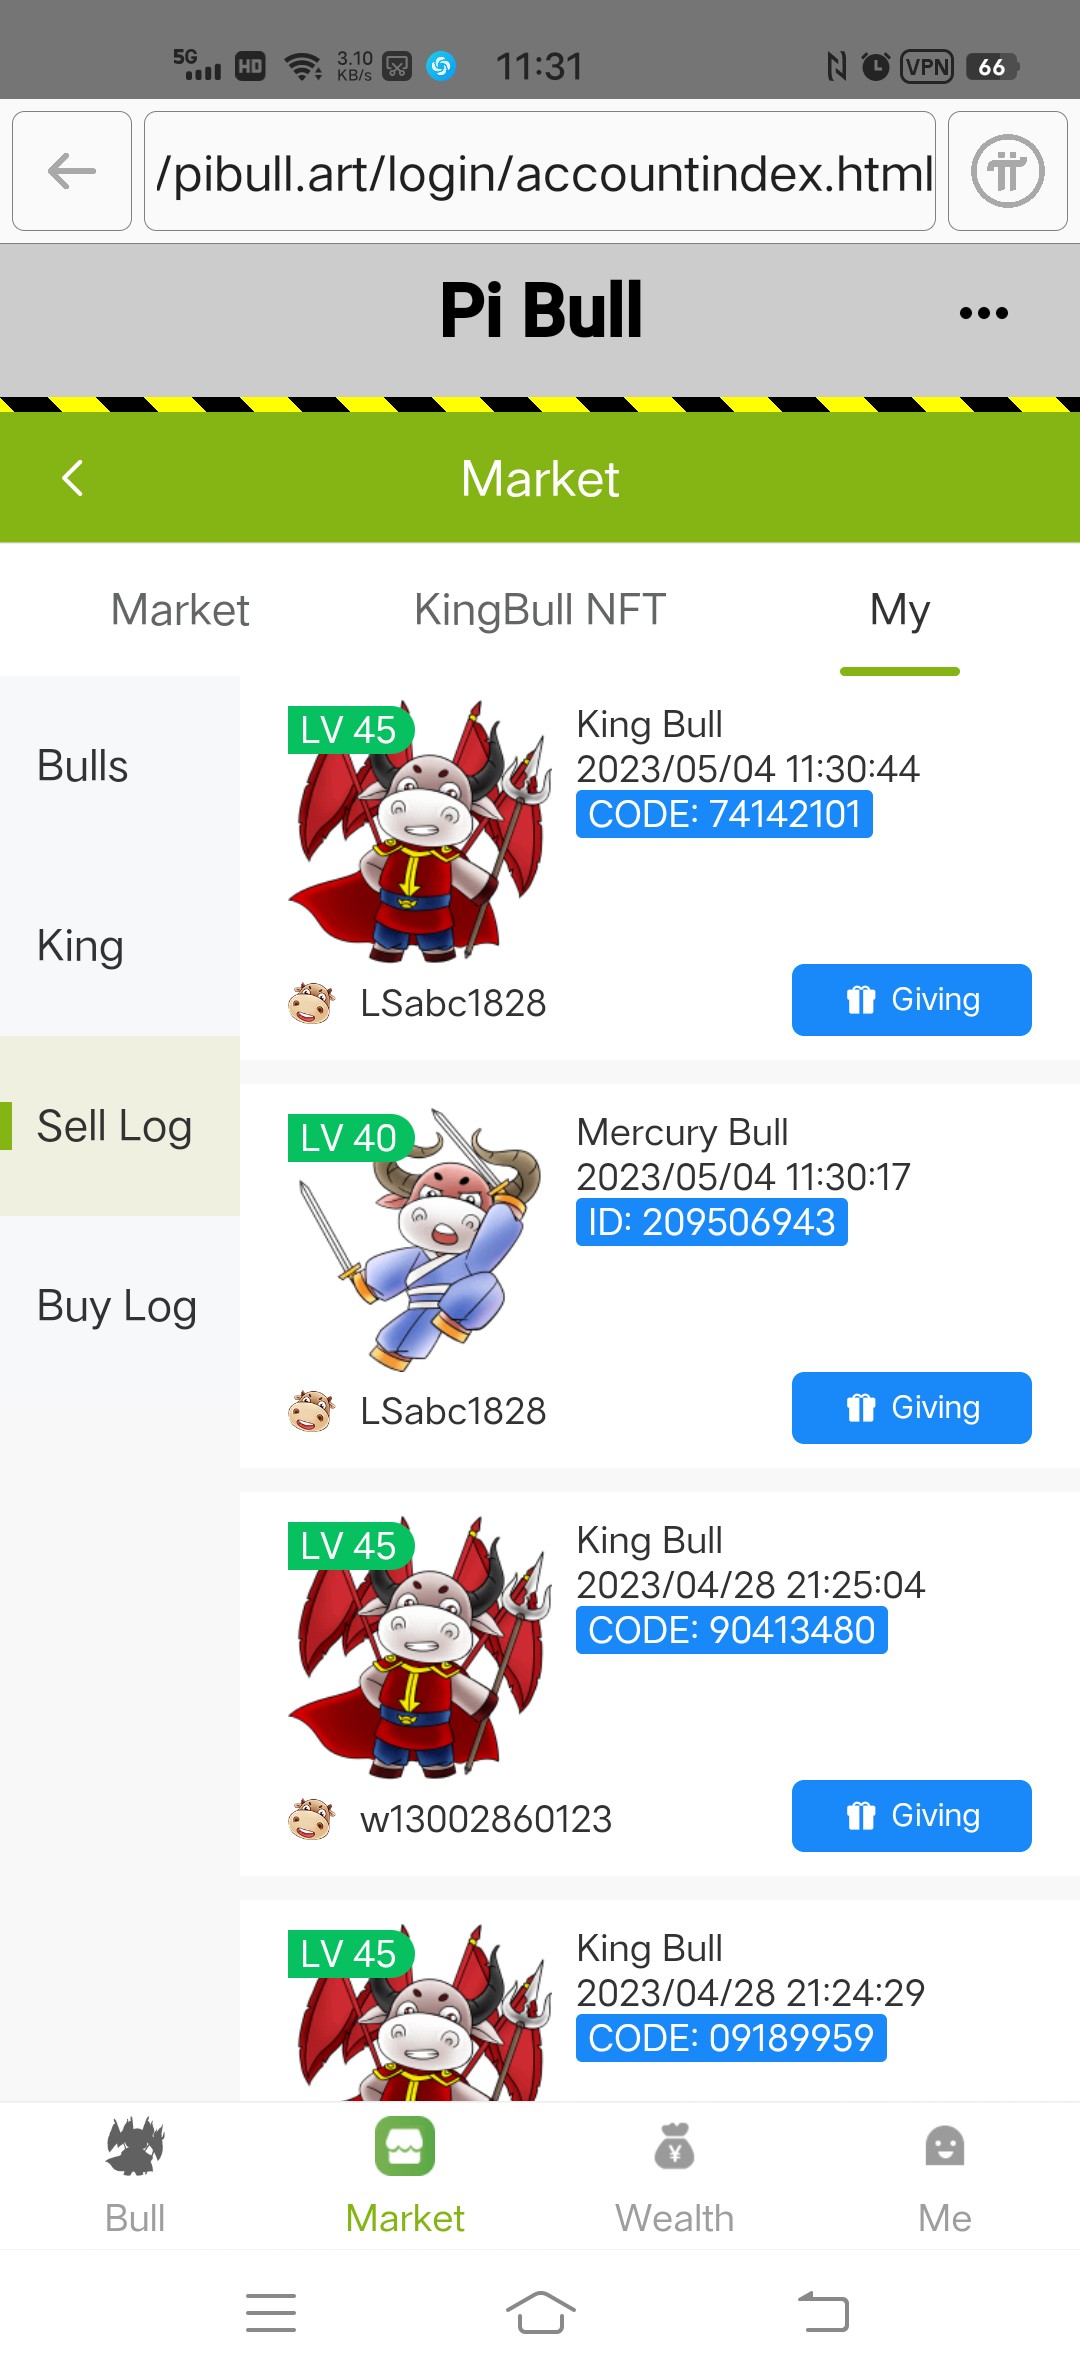 5G HD 3.10 KB/s 11:31 VPN 66
/pibull.art/login/accountindex.html
Pi Bull
Market
Market KingBull NFT My
Bulls
King
Sell Log
Buy Log
LV 45
King Bull
2023/05/04 11:30:44
CODE: 74142101
LSabc1828
Giving
LV 40
Mercury Bull
2023/05/04 11:30:17
ID: 209506943
LSabc1828
Giving
LV 45
King Bull
2023/04/28 21:25:04
CODE: 90413480
w13002860123
Giving
LV 45
King Bull
2023/04/28 21:24:29
CODE: 09189959
Bull Market Wealth Me